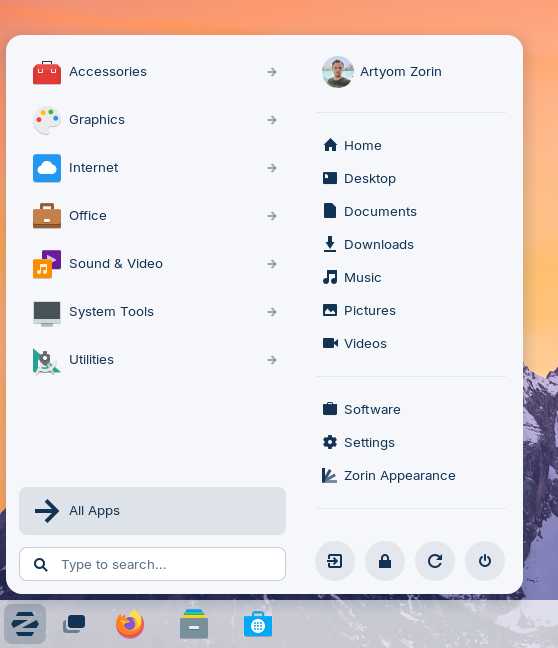 Accessories
Graphics
Internet
Office
Sound & Video
System Tools
Utilities
All Apps
Type to search...
Artyom Zorin
Home
Desktop
Documents
Downloads
Music
Pictures
Videos
Software
Settings
Zorin Appearance